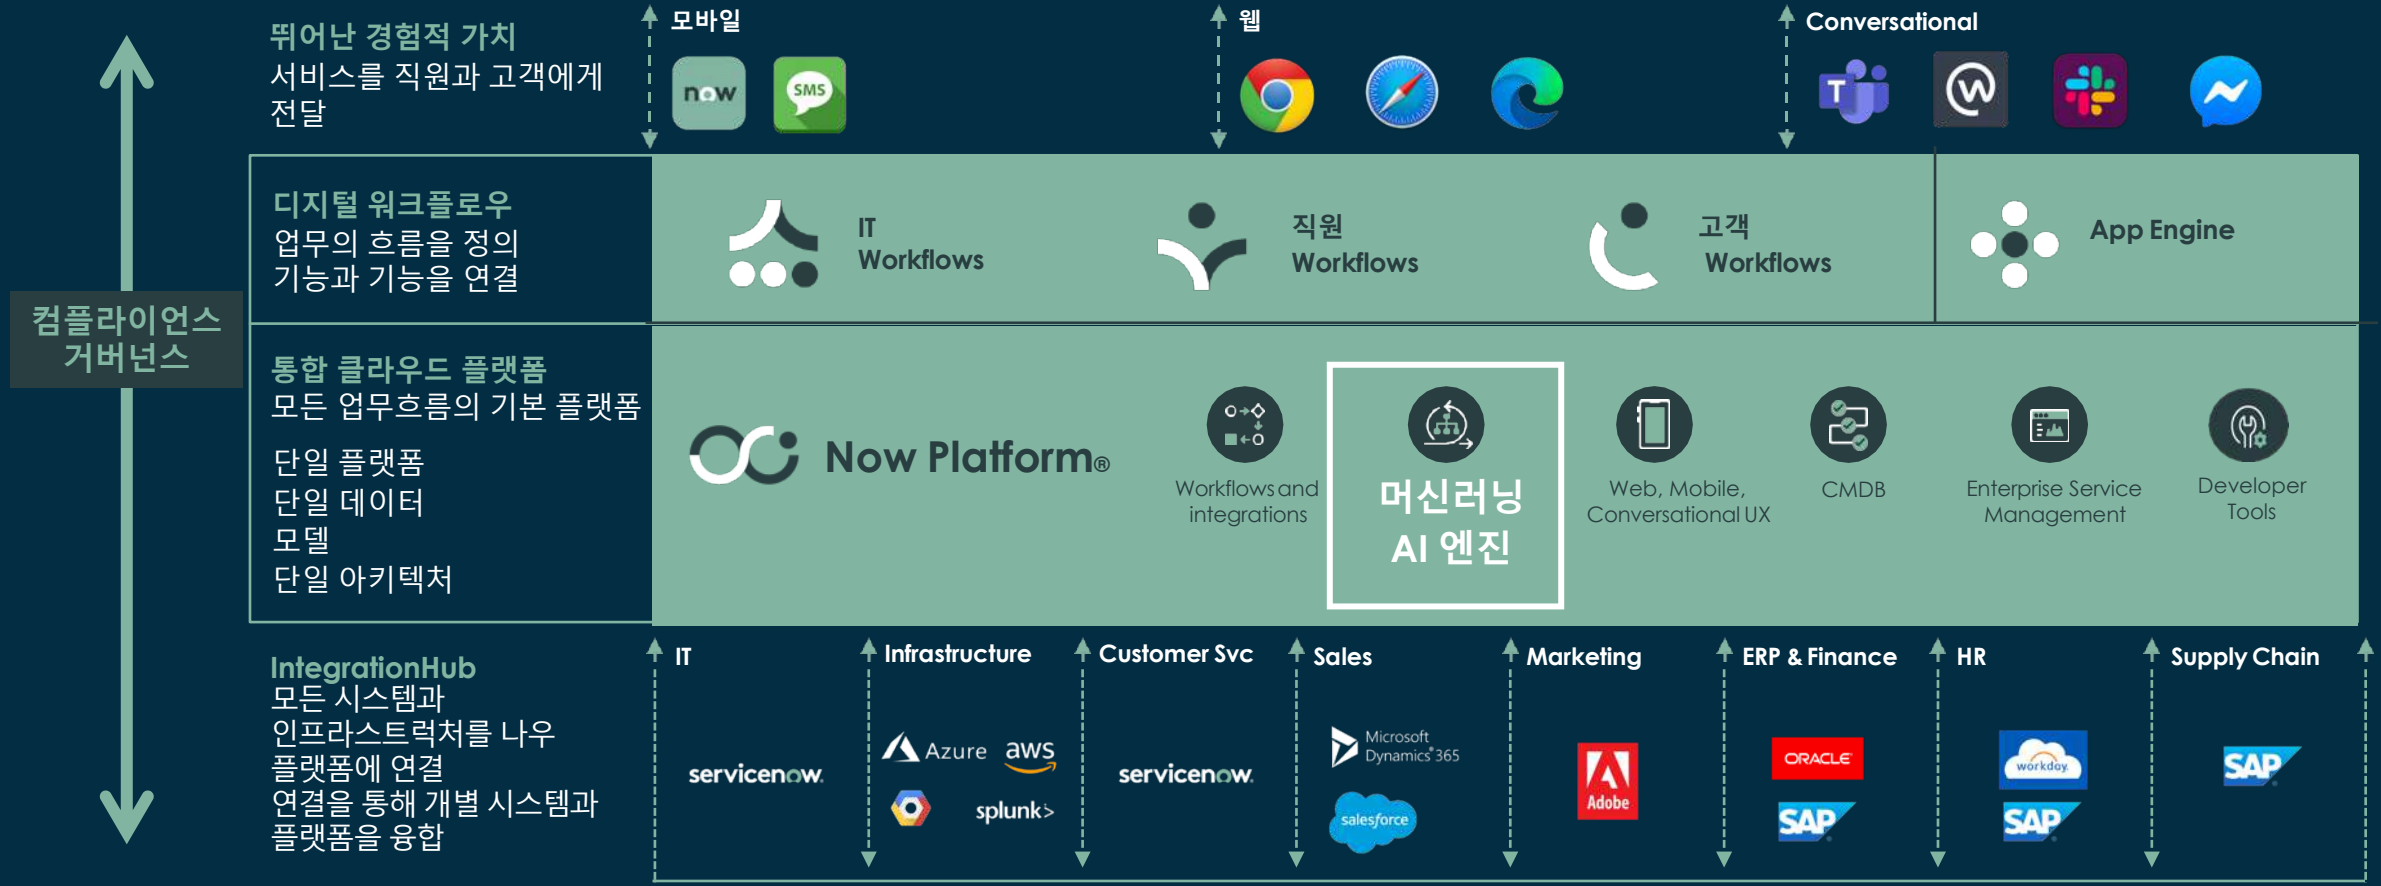 뛰어난 경험적 가치
서비스를 직원과 고객에게
전달
모바일
now
SMS
웹
Conversational
컴플라이언스
거버넌스
디지털 워크플로우
업무의 흐름을 정의
기능과 기능을 연결
IT
Workflows
직원
Workflows
고객
Workflows
App Engine
통합 클라우드 플랫폼
모든 업무흐름의 기본 플랫폼
단일 플랫폼
단일 데이터
모델
단일 아키텍처
Now Platform®
Workflows and
integrations
머신러닝
AI 엔진
Web, Mobile,
Conversational UX
CMDB
Enterprise Service
Management
Developer
Tools
IntegrationHub
모든 시스템과
인프라스트럭처를 나우
플랫폼에 연결
연결을 통해 개별 시스템과
플랫폼을 융합
IT
servicenow.
Infrastructure
Azure
aws
splunk>
Customer Svc
servicenow.
Sales
Microsoft
Dynamics® 365
salesforce
Marketing
Adobe
ERP & Finance
ORACLE
SAP
HR
workday.
SAP
Supply Chain
SAP